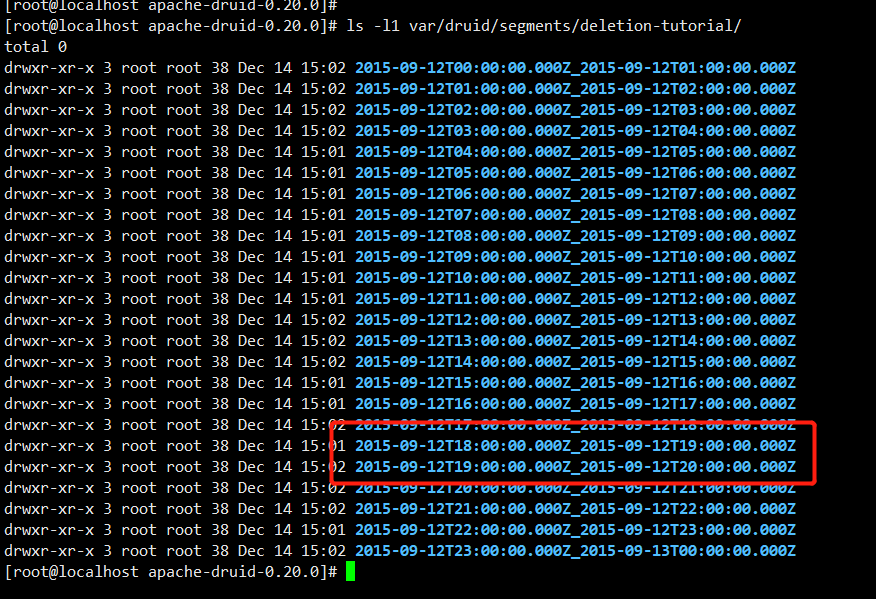 [root@localhost apache-druid-0.20.0]#
[root@localhost apache-druid-0.20.0]# ls -l1 var/druid/segments/deletion-tutorial/
total 0
drwxr-xr-x 3 root root 38 Dec 14 15:02 2015-09-12T00:00:00.000Z_2015-09-12T01:00:00.000Z
drwxr-xr-x 3 root root 38 Dec 14 15:02 2015-09-12T01:00:00.000Z_2015-09-12T02:00:00.000Z
drwxr-xr-x 3 root root 38 Dec 14 15:02 2015-09-12T02:00:00.000Z_2015-09-12T03:00:00.000Z
drwxr-xr-x 3 root root 38 Dec 14 15:02 2015-09-12T03:00:00.000Z_2015-09-12T04:00:00.000Z
drwxr-xr-x 3 root root 38 Dec 14 15:01 2015-09-12T04:00:00.000Z_2015-09-12T05:00:00.000Z
drwxr-xr-x 3 root root 38 Dec 14 15:01 2015-09-12T05:00:00.000Z_2015-09-12T06:00:00.000Z
drwxr-xr-x 3 root root 38 Dec 14 15:01 2015-09-12T06:00:00.000Z_2015-09-12T07:00:00.000Z
drwxr-xr-x 3 root root 38 Dec 14 15:01 2015-09-12T07:00:00.000Z_2015-09-12T08:00:00.000Z
drwxr-xr-x 3 root root 38 Dec 14 15:01 2015-09-12T08:00:00.000Z_2015-09-12T09:00:00.000Z
drwxr-xr-x 3 root root 38 Dec 14 15:01 2015-09-12T09:00:00.000Z_2015-09-12T10:00:00.000Z
drwxr-xr-x 3 root root 38 Dec 14 15:01 2015-09-12T10:00:00.000Z_2015-09-12T11:00:00.000Z
drwxr-xr-x 3 root root 38 Dec 14 15:01 2015-09-12T11:00:00.000Z_2015-09-12T12:00:00.000Z
drwxr-xr-x 3 root root 38 Dec 14 15:02 2015-09-12T12:00:00.000Z_2015-09-12T13:00:00.000Z
drwxr-xr-x 3 root root 38 Dec 14 15:02 2015-09-12T13:00:00.000Z_2015-09-12T14:00:00.000Z
drwxr-xr-x 3 root root 38 Dec 14 15:02 2015-09-12T14:00:00.000Z_2015-09-12T15:00:00.000Z
drwxr-xr-x 3 root root 38 Dec 14 15:01 2015-09-12T15:00:00.000Z_2015-09-12T16:00:00.000Z
drwxr-xr-x 3 root root 38 Dec 14 15:01 2015-09-12T16:00:00.000Z_2015-09-12T17:00:00.000Z
drwxr-xr-x 3 root root 38 Dec 14 15:02 2015-09-12T17:00:00.000Z_2015-09-12T18:00:00.000Z
drwxr-xr-x 3 root root 38 Dec 14 15:01 2015-09-12T18:00:00.000Z_2015-09-12T19:00:00.000Z
drwxr-xr-x 3 root root 38 Dec 14 15:02 2015-09-12T19:00:00.000Z_2015-09-12T20:00:00.000Z
drwxr-xr-x 3 root root 38 Dec 14 15:02 2015-09-12T20:00:00.000Z_2015-09-12T21:00:00.000Z
drwxr-xr-x 3 root root 38 Dec 14 15:02 2015-09-12T21:00:00.000Z_2015-09-12T22:00:00.000Z
drwxr-xr-x 3 root root 38 Dec 14 15:01 2015-09-12T22:00:00.000Z_2015-09-12T23:00:00.000Z
drwxr-xr-x 3 root root 38 Dec 14 15:02 2015-09-12T23:00:00.000Z_2015-09-13T00:00:00.000Z
[root@localhost apache-druid-0.20.0]#